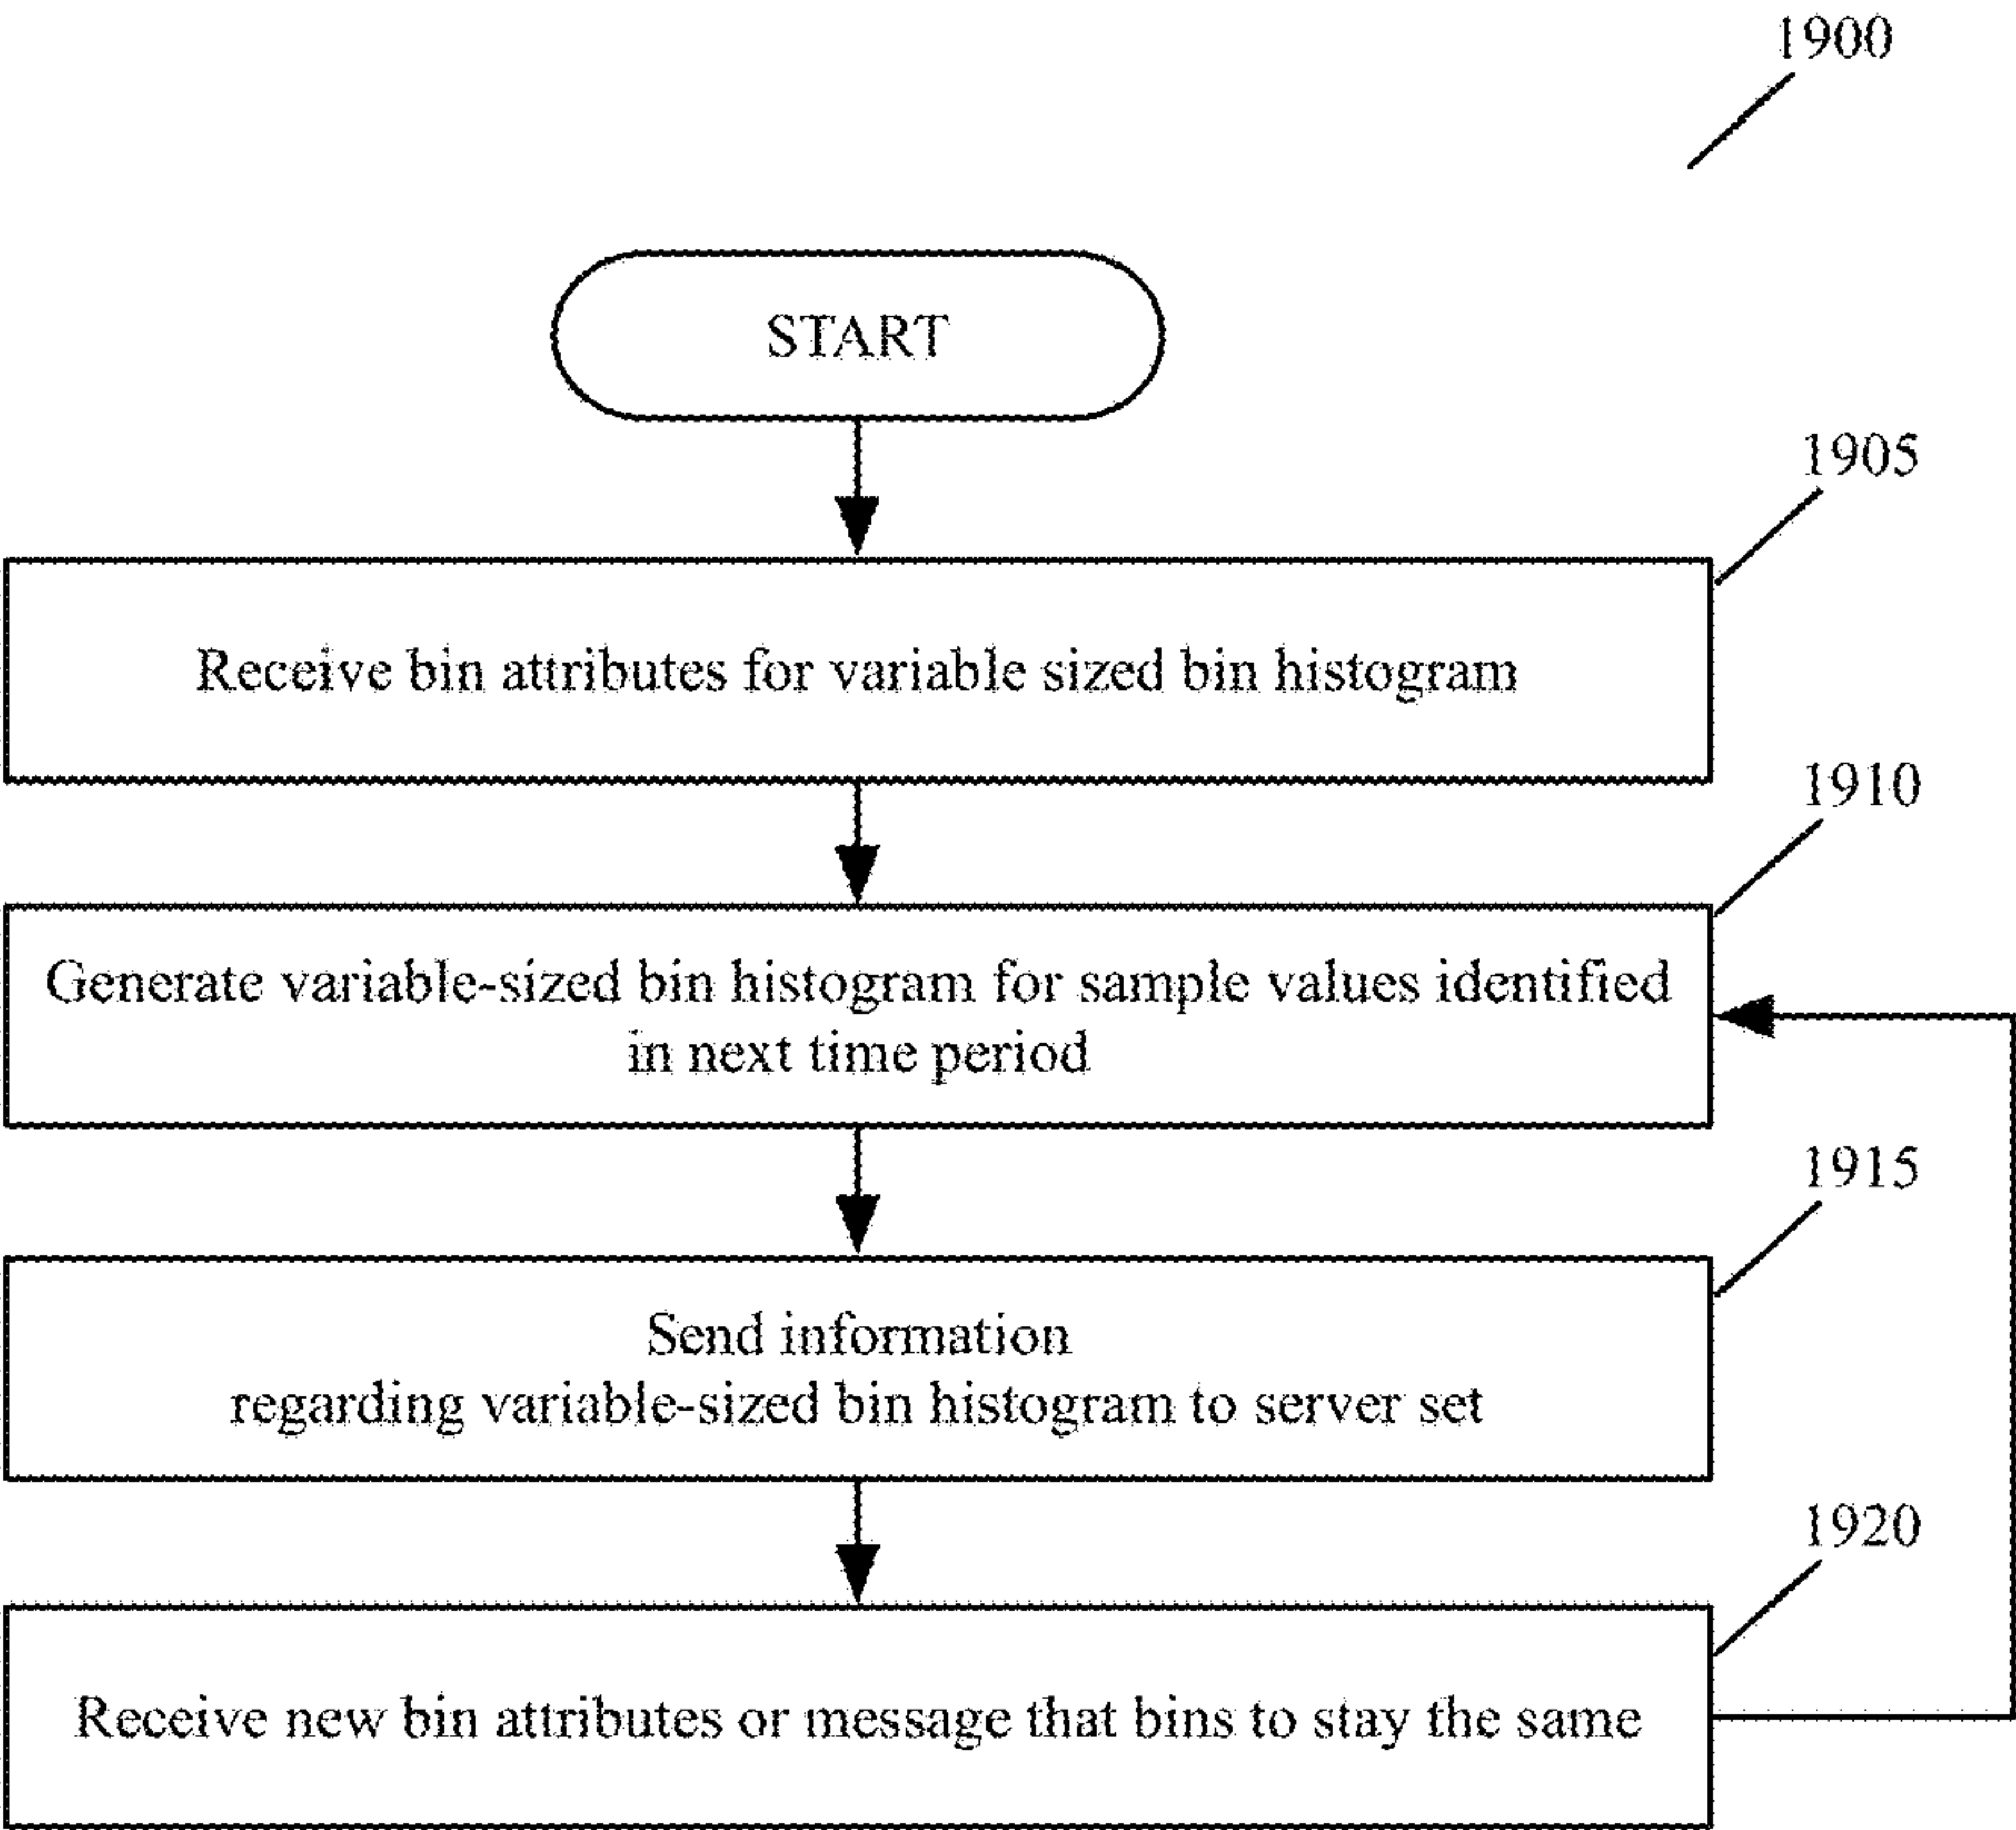 1900
START
1905
Receive bin attributes for variable sized bin histogram
1910
Generate variable-sized bin histogram for sample values identified
in next time period
1915
Send information
regarding variable-sized bin histogram to server set
1920
Receive new bin attributes or message that bins to stay the same